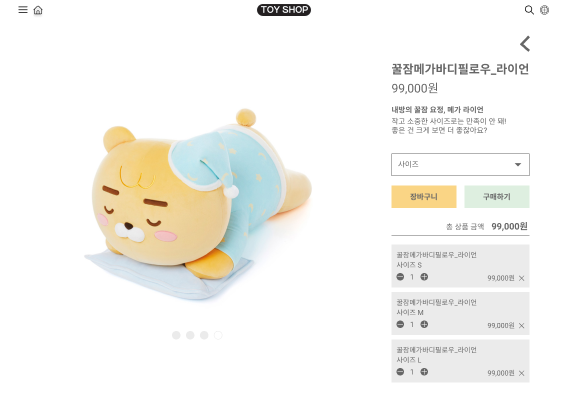 TOY SHOP
꿀잠메가바디필로우_라이언
99,000원
내방의 꿀잠 요정, 메가 라이언
작고 소중한 사이즈로는 만족이 안 돼!
좋은 건 크게 보면 더 좋잖아요?
사이즈
장바구니 구매하기
총 상품 금액 99,000원
꿀잠메가바디필로우_라이언
사이즈 S
1 99,000원
꿀잠메가바디필로우_라이언
사이즈 M
1 99,000원
꿀잠메가바디필로우_라이언
사이즈 L
1 99,000원